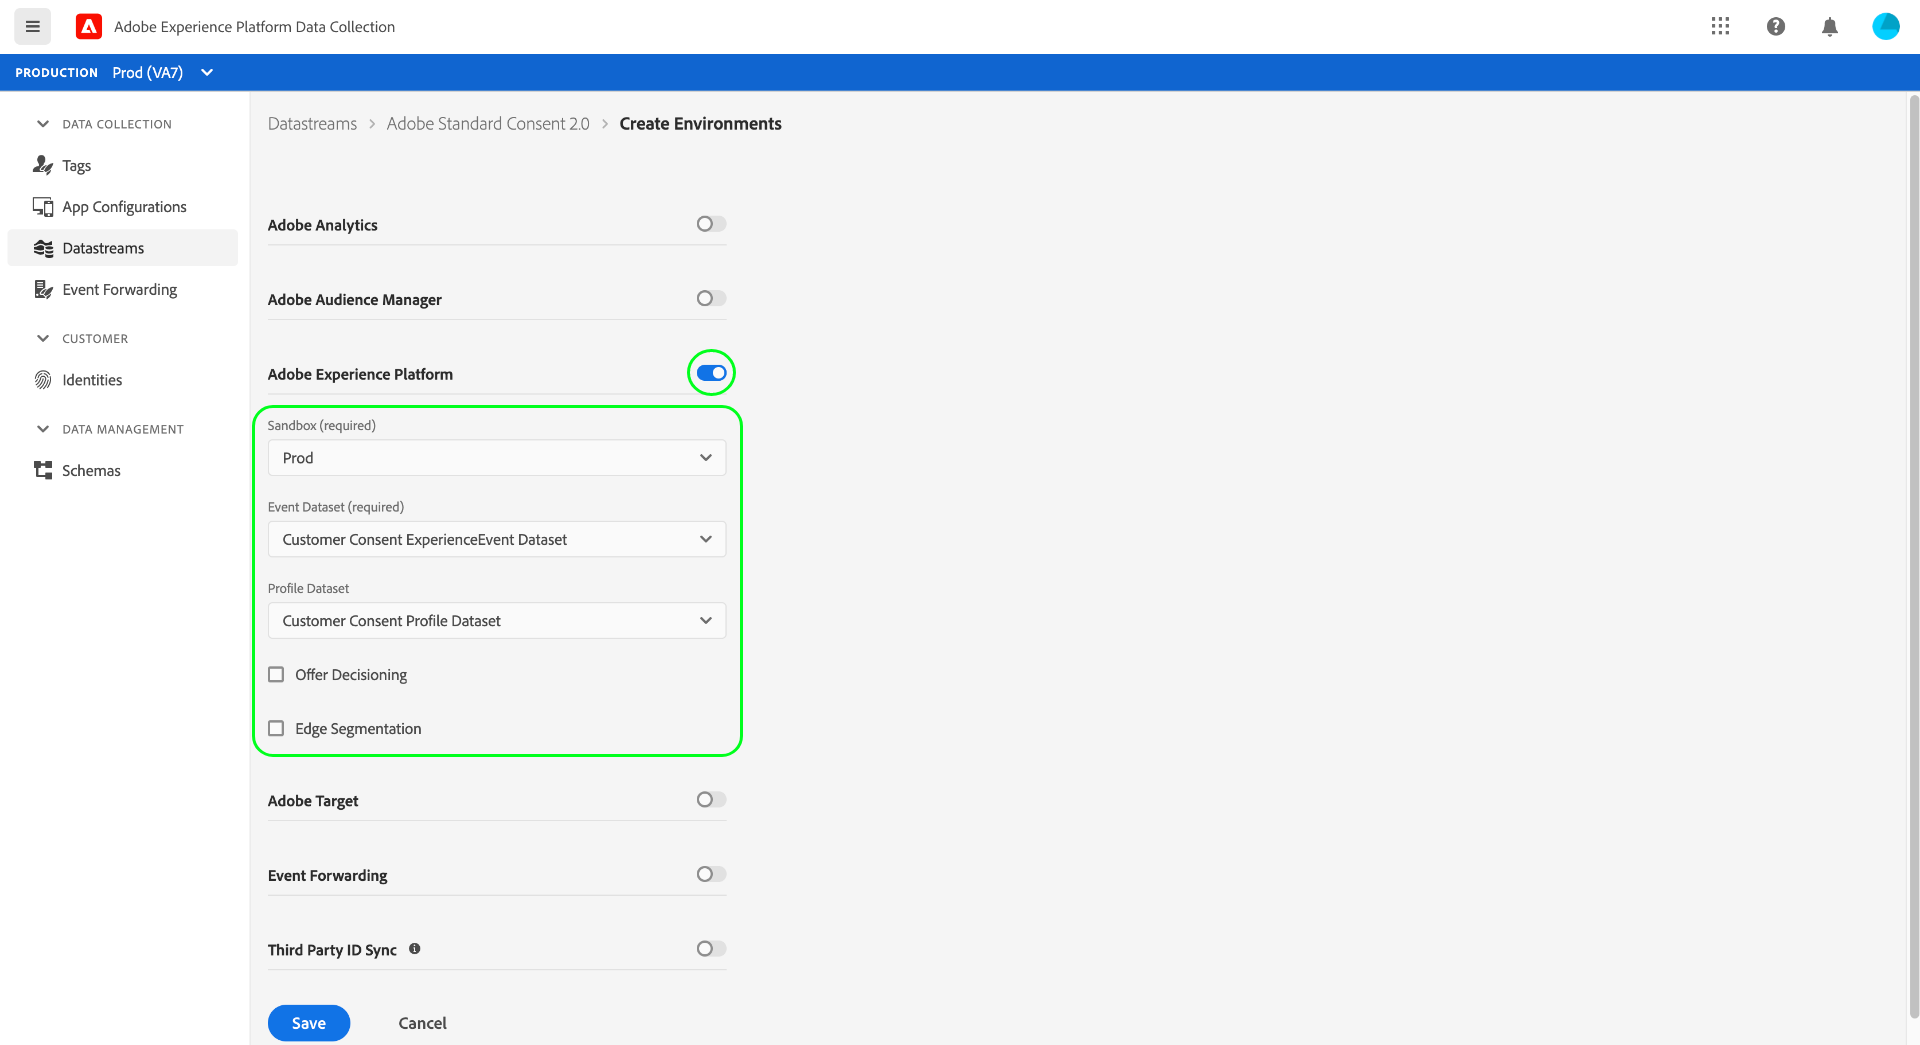 Adobe Experience Platform Data Collection
PRODUCTION Prod (VA7)
DATA COLLECTION
Tags
App Configurations
Datastreams
Event Forwarding
CUSTOMER
Identities
DATA MANAGEMENT
Schemas
Datastreams > Adobe Standard Consent 2.0 > Create Environments
Adobe Analytics
Adobe Audience Manager
Adobe Experience Platform
Sandbox (required)
Prod
Event Dataset (required)
Customer Consent ExperienceEvent Dataset
Profile Dataset
Customer Consent Profile Dataset
Offer Decisioning
Edge Segmentation
Adobe Target
Event Forwarding
Third Party ID Sync
Save Cancel